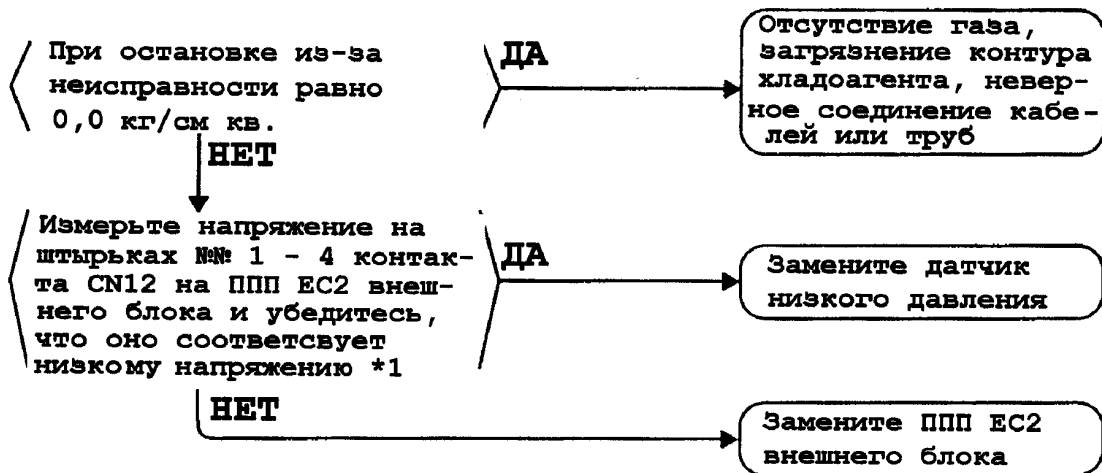 При остановке из-за
неисправности равно
0,0 кг/см кв.
ДА
Отсутствие газа,
загрязнение контура
хладоагента, невер-
ное соединение кабе-
лей или труб
НЕТ
Измерьте напряжение на
штырьках №№ 1 - 4 контак-
та CN12 на ППП EC2 внеш-
него блока и убедитесь,
что оно соответсвует
низкому напряжению *1
ДА
Замените датчик
низкого давления
НЕТ
Замените ППП EC2
внешнего блока